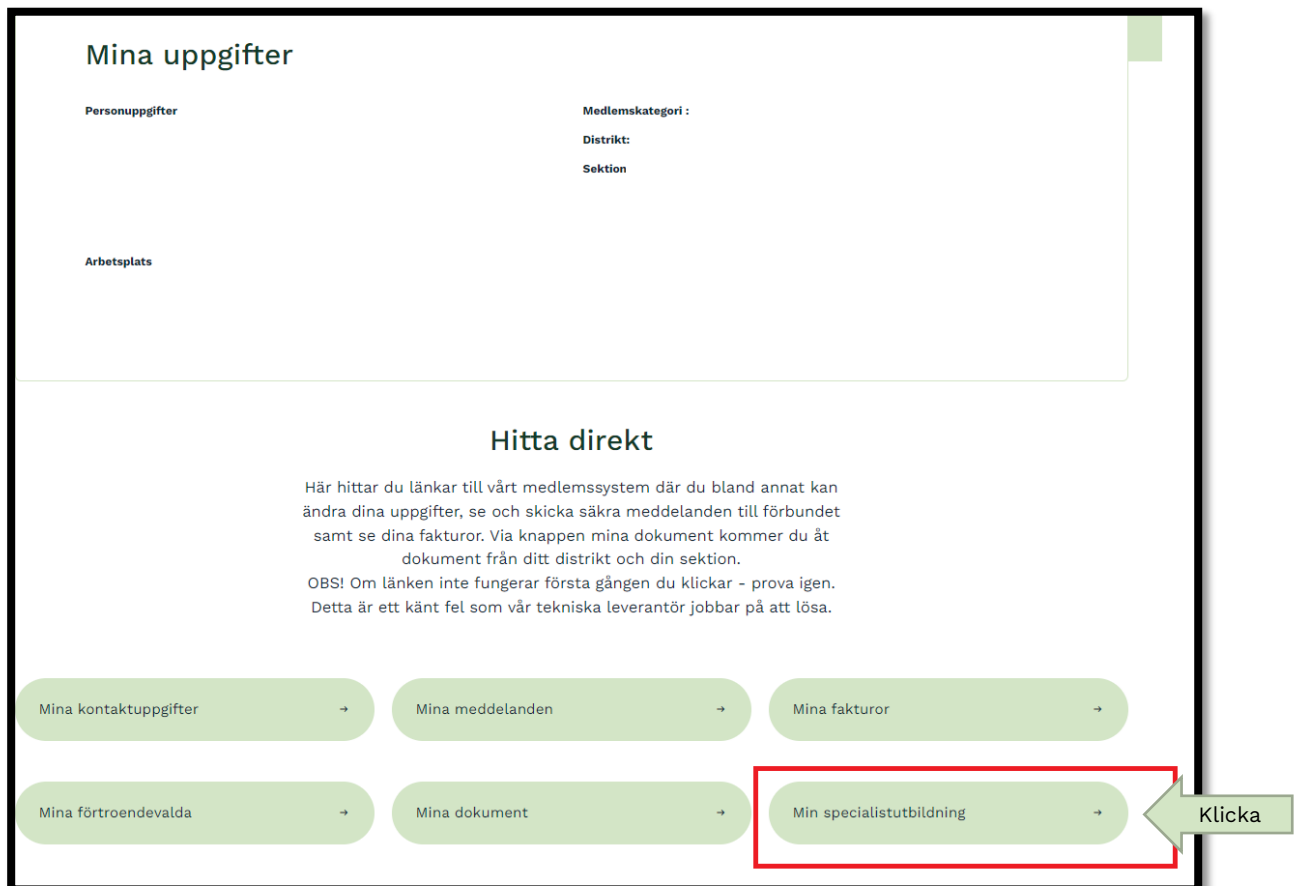 Mina uppgifter
Personuppgifter
Medlemskategori :
Distrikt:
Sektion
Arbetsplats
Hitta direkt
Här hittar du länkar till vårt medlemssystem där du bland annat kan
ändra dina uppgifter, se och skicka säkra meddelanden till förbundet
samt se dina fakturor. Via knappen mina dokument kommer du åt
dokument från ditt distrikt och din sektion.
OBS! Om länken inte fungerar första gången du klickar - prova igen.
Detta är ett känt fel som vår tekniska leverantör jobbar på att lösa.
Mina kontaktuppgifter →
Mina meddelanden →
Mina fakturor →
Mina förtroendevalda →
Mina dokument →
Min specialistutbildning →
Klicka